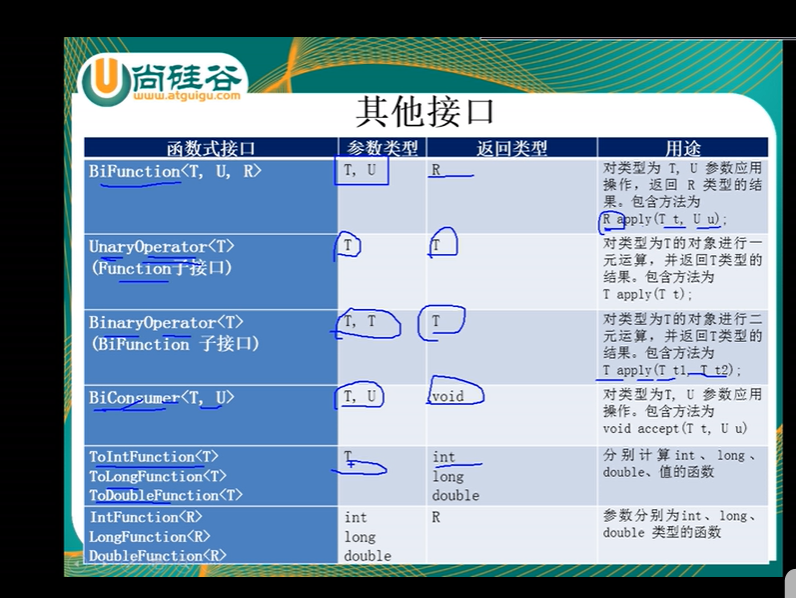 尚硅谷
www.atguigu.com
其他接口
函数式接口 参数类型 返回类型 用途
BiFunction<T, U, R> T, U R 对类型为 T, U 参数应用
操作，返回 R 类型的结
果。包含方法为
R apply(T t, U u);
UnaryOperator<T> T T 对类型为T的对象进行一
(Function子接口) 元运算，并返回T类型的
结果。包含方法为
T apply(T t);
BinaryOperator<T> T, T T 对类型为T的对象进行二
(BiFunction 子接口) 元运算，并返回T类型的
结果。包含方法为
T apply(T t1, T t2);
BiConsumer<T, U> T, U void 对类型为T, U 参数应用
操作。包含方法为
void accept(T t, U u)
ToIntFunction<T> T int 分别计算int、long、
ToLongFunction<T> long double、值的函数
ToDoubleFunction<T> double
IntFunction<R> int R 参数分别为int、long、
LongFunction<R> long double 类型的函数
DoubleFunction<R> double